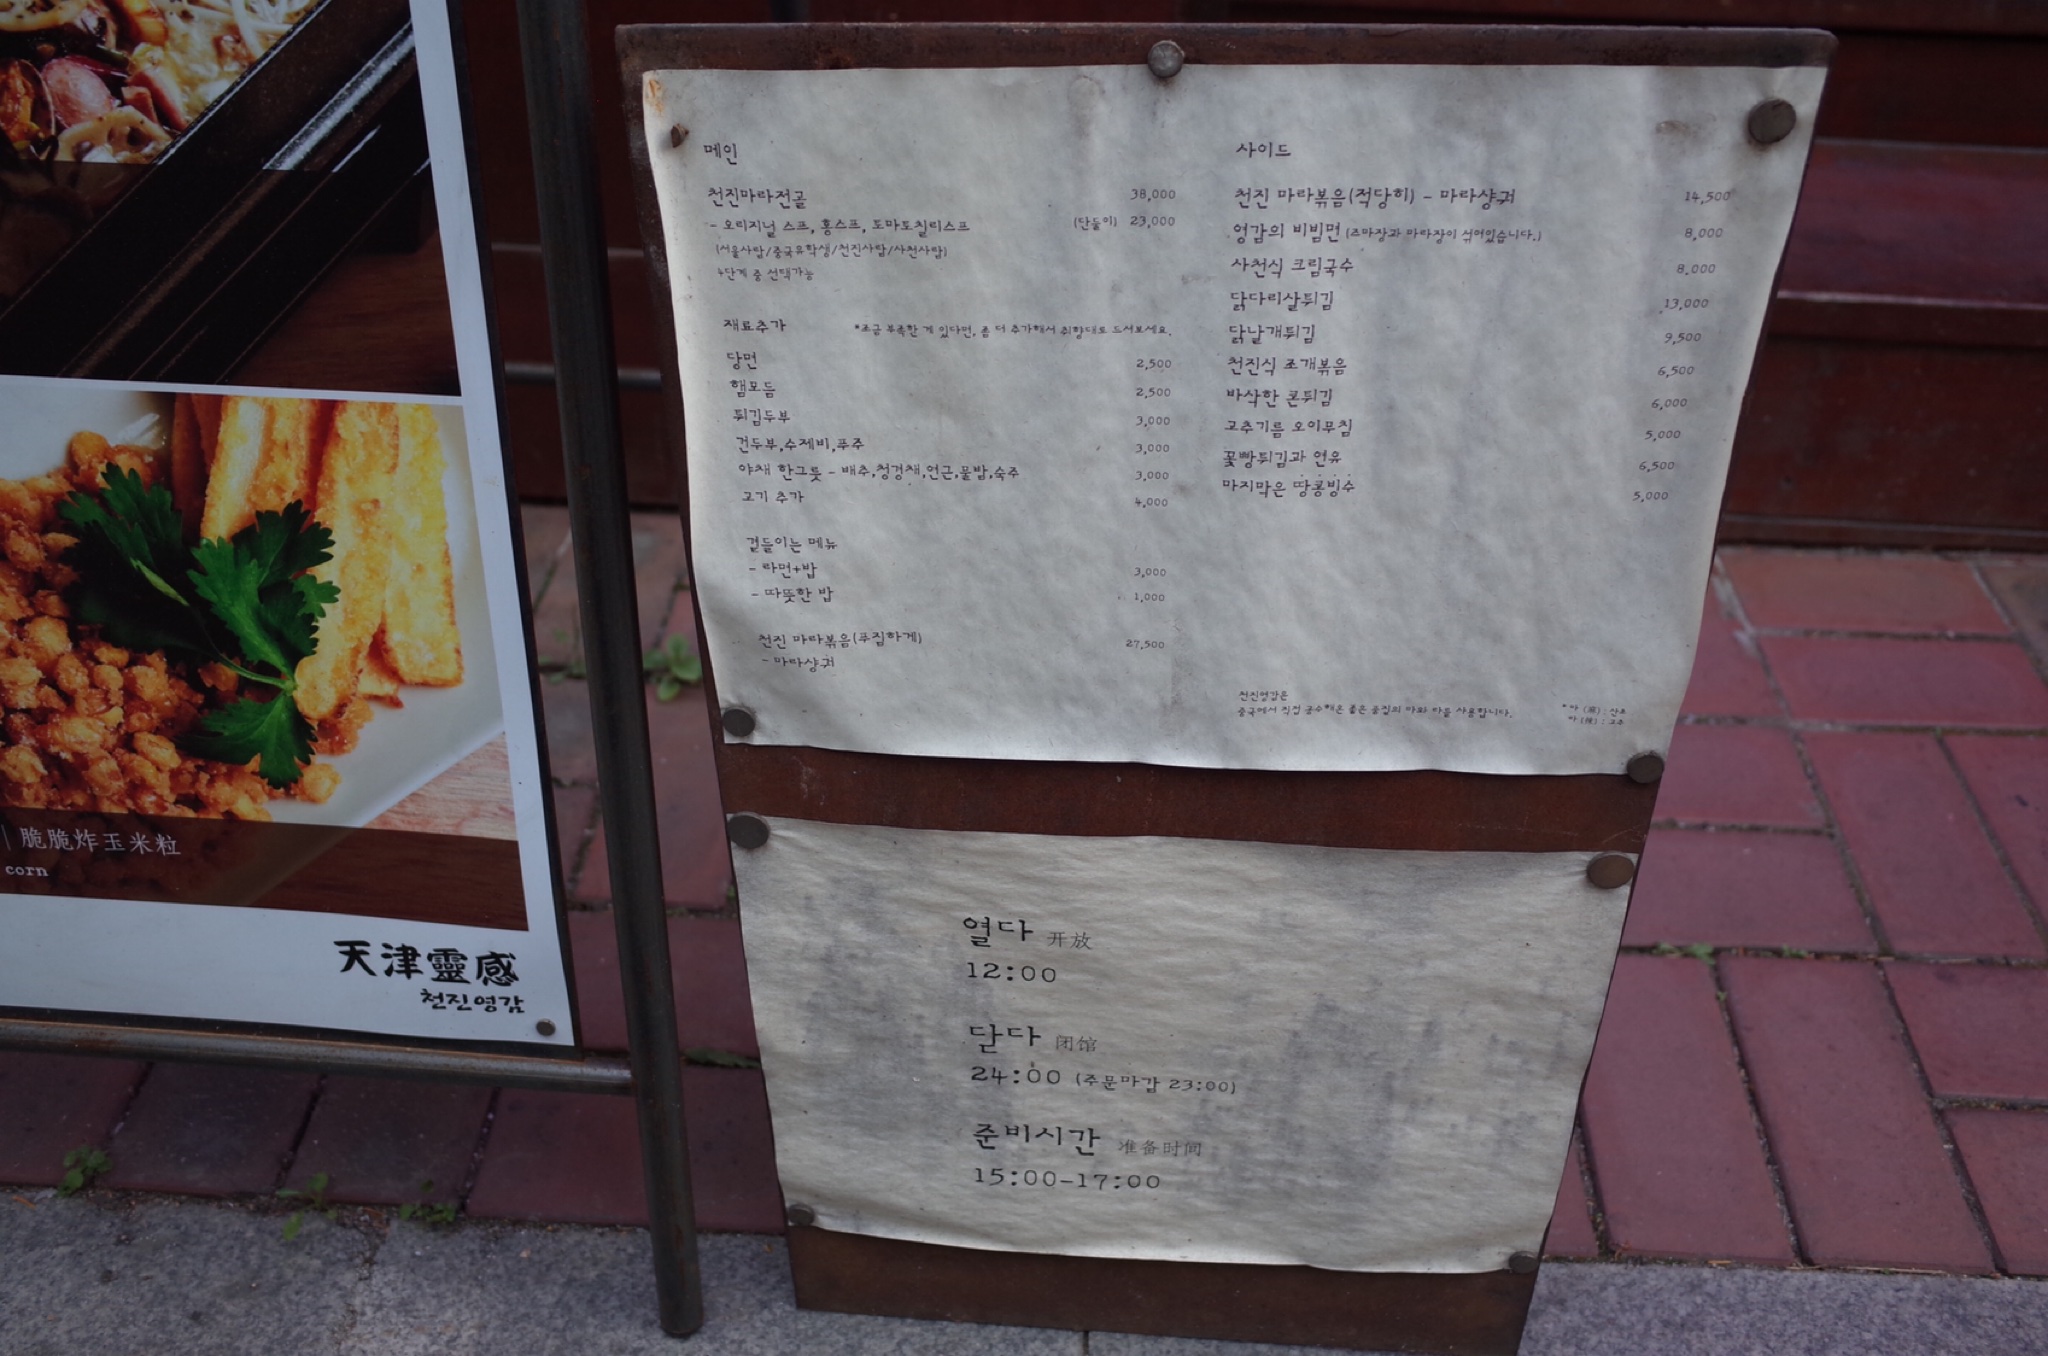 脆脆炸玉米粒
corn
天津靈感
천진영감
메인
천진마라전골 38,000
- 오리지널 스프, 홍스프, 토마토칠리스프 (단둘이) 23,000
(서울사람/중국유학생/천진사람/사천사람)
4단계 중 선택가능
재료추가 *조금 부족한 게 있다면, 좀 더 추가해서 취향대로 드셔보세요.
당면 2,500
햄모듬 2,500
튀김두부 3,000
건두부,수제비,푸주 3,000
야채 한그릇 - 배추,청경채,연근,물밤,숙주 3,000
고기 추가 4,000
곁들이는 메뉴
- 라면+밥 3,000
- 따뜻한 밥 1,000
천진 마라볶음(푸짐하게) 27,500
- 마라샹궈
사이드
천진 마라볶음(적당히) - 마라샹궈 14,500
영감의 비빔면 (즈마장과 마라장이 섞여있습니다.) 8,000
사천식 크림국수 8,000
닭다리살튀김 13,000
닭날개튀김 9,500
천진식 조개볶음 6,500
바삭한 콘튀김 6,000
고추기름 오이무침 5,000
꽃빵튀김과 연유 6,500
마지막은 땅콩빙수 5,000
천진영감은
중국에서 직접 공수해온 좋은 품질의 마와 라를 사용합니다.
* 마 (麻) : 산초
라 (辣) : 고추
열다 开放
12:00
닫다 闭馆
24:00 (주문마감 23:00)
준비시간 准备时间
15:00-17:00